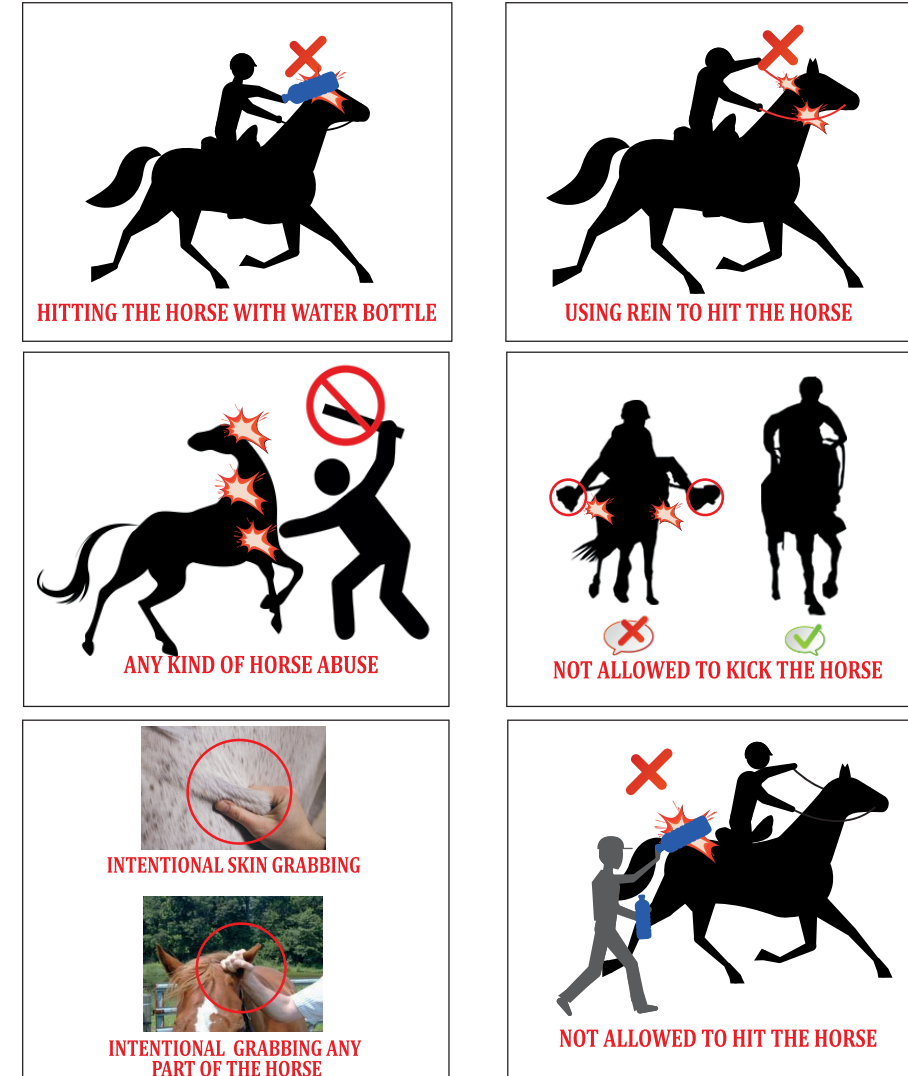 HITTING THE HORSE WITH WATER BOTTLE
USING REIN TO HIT THE HORSE
ANY KIND OF HORSE ABUSE
NOT ALLOWED TO KICK THE HORSE
INTENTIONAL SKIN GRABBING
INTENTIONAL GRABBING ANY
PART OF THE HORSE
NOT ALLOWED TO HIT THE HORSE